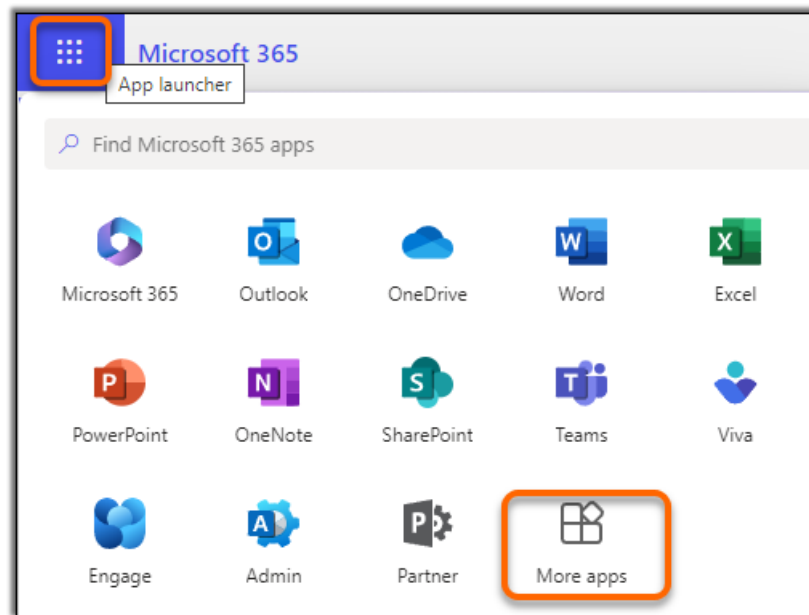 Microsoft 365
App launcher
Find Microsoft 365 apps
Microsoft 365 Outlook OneDrive Word Excel
PowerPoint OneNote SharePoint Teams Viva
Engage Admin Partner More apps